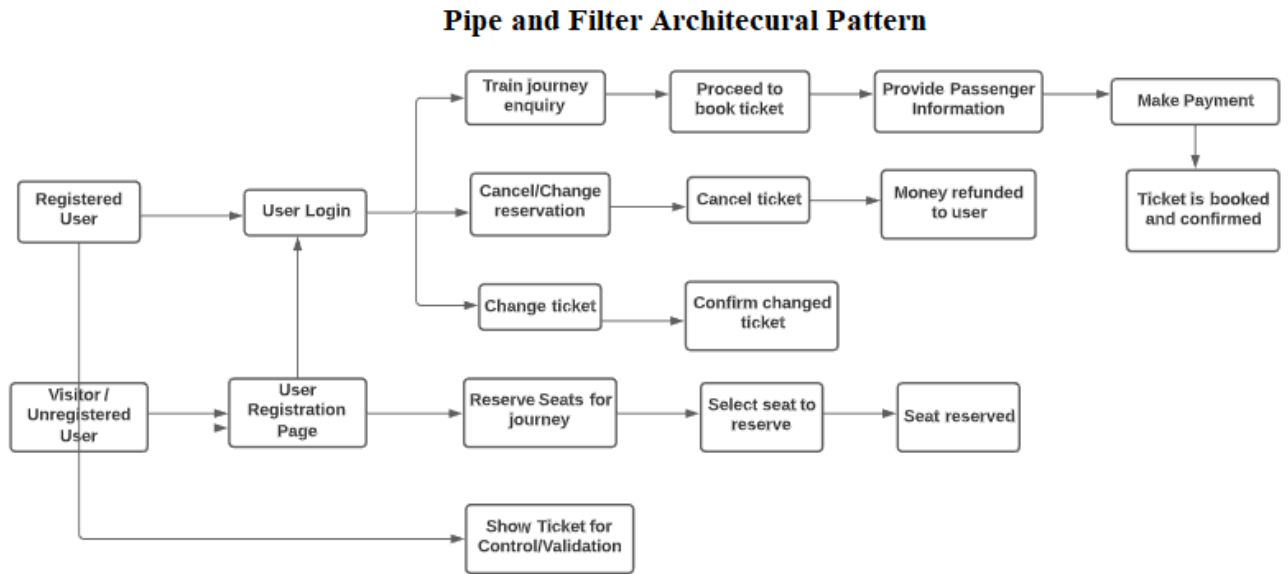 Pipe and Filter Architecural Pattern
Train journey
enquiry
Proceed to
book ticket
Provide Passenger
Information
Make Payment
Registered
User
User Login
Cancel/Change
reservation
Cancel ticket
Money refunded
to user
Ticket is booked
and confirmed
Change ticket
Confirm changed
ticket
Visitor /
Unregistered
User
User
Registration
Page
Reserve Seats for
journey
Select seat to
reserve
Seat reserved
Show Ticket for
Control/Validation